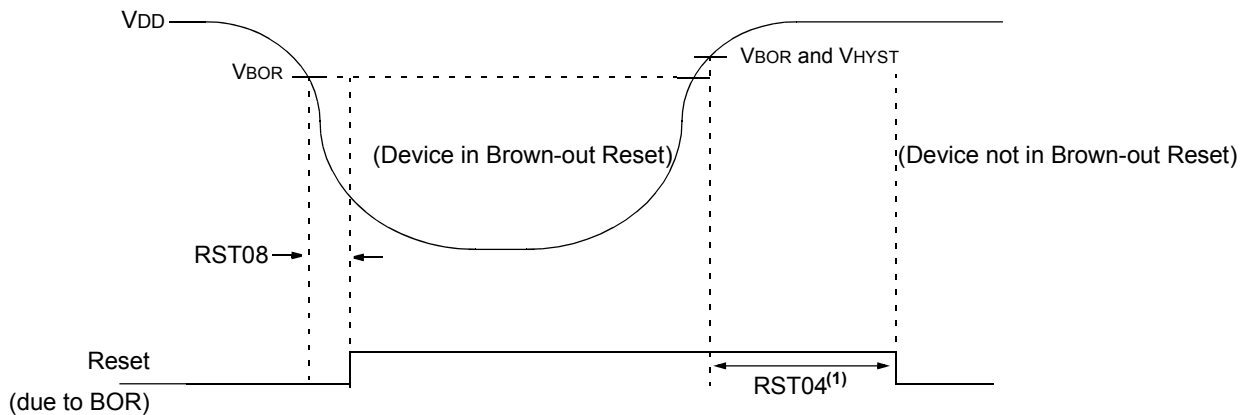 VDD
VBOR and VHYST
VBOR
(Device in Brown-out Reset)
(Device not in Brown-out Reset)
RST08
Reset
RST04(1)
(due to BOR)